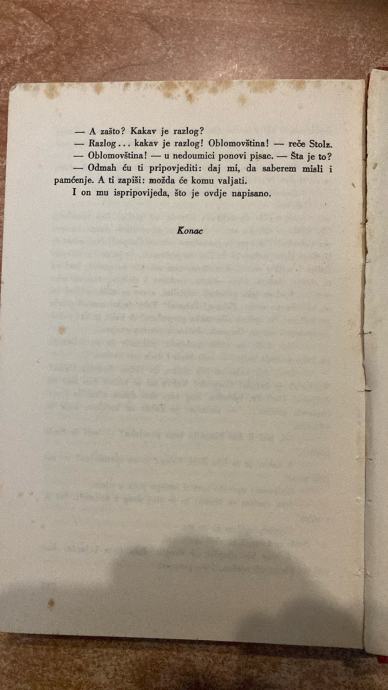 — A zašto? Kakav je razlog?
— Razlog... kakav je razlog! Oblomovština! — reče Stolz.
— Oblomovština! — u nedoumici ponovi pisac. — Šta je to?
— Odmah ću ti pripovjediti: daj mi, da saberem misli i
pamćenje. A ti zapiši: možda će komu valjati.
I on mu ispripovijeda, što je ovdje napisano.
Konac